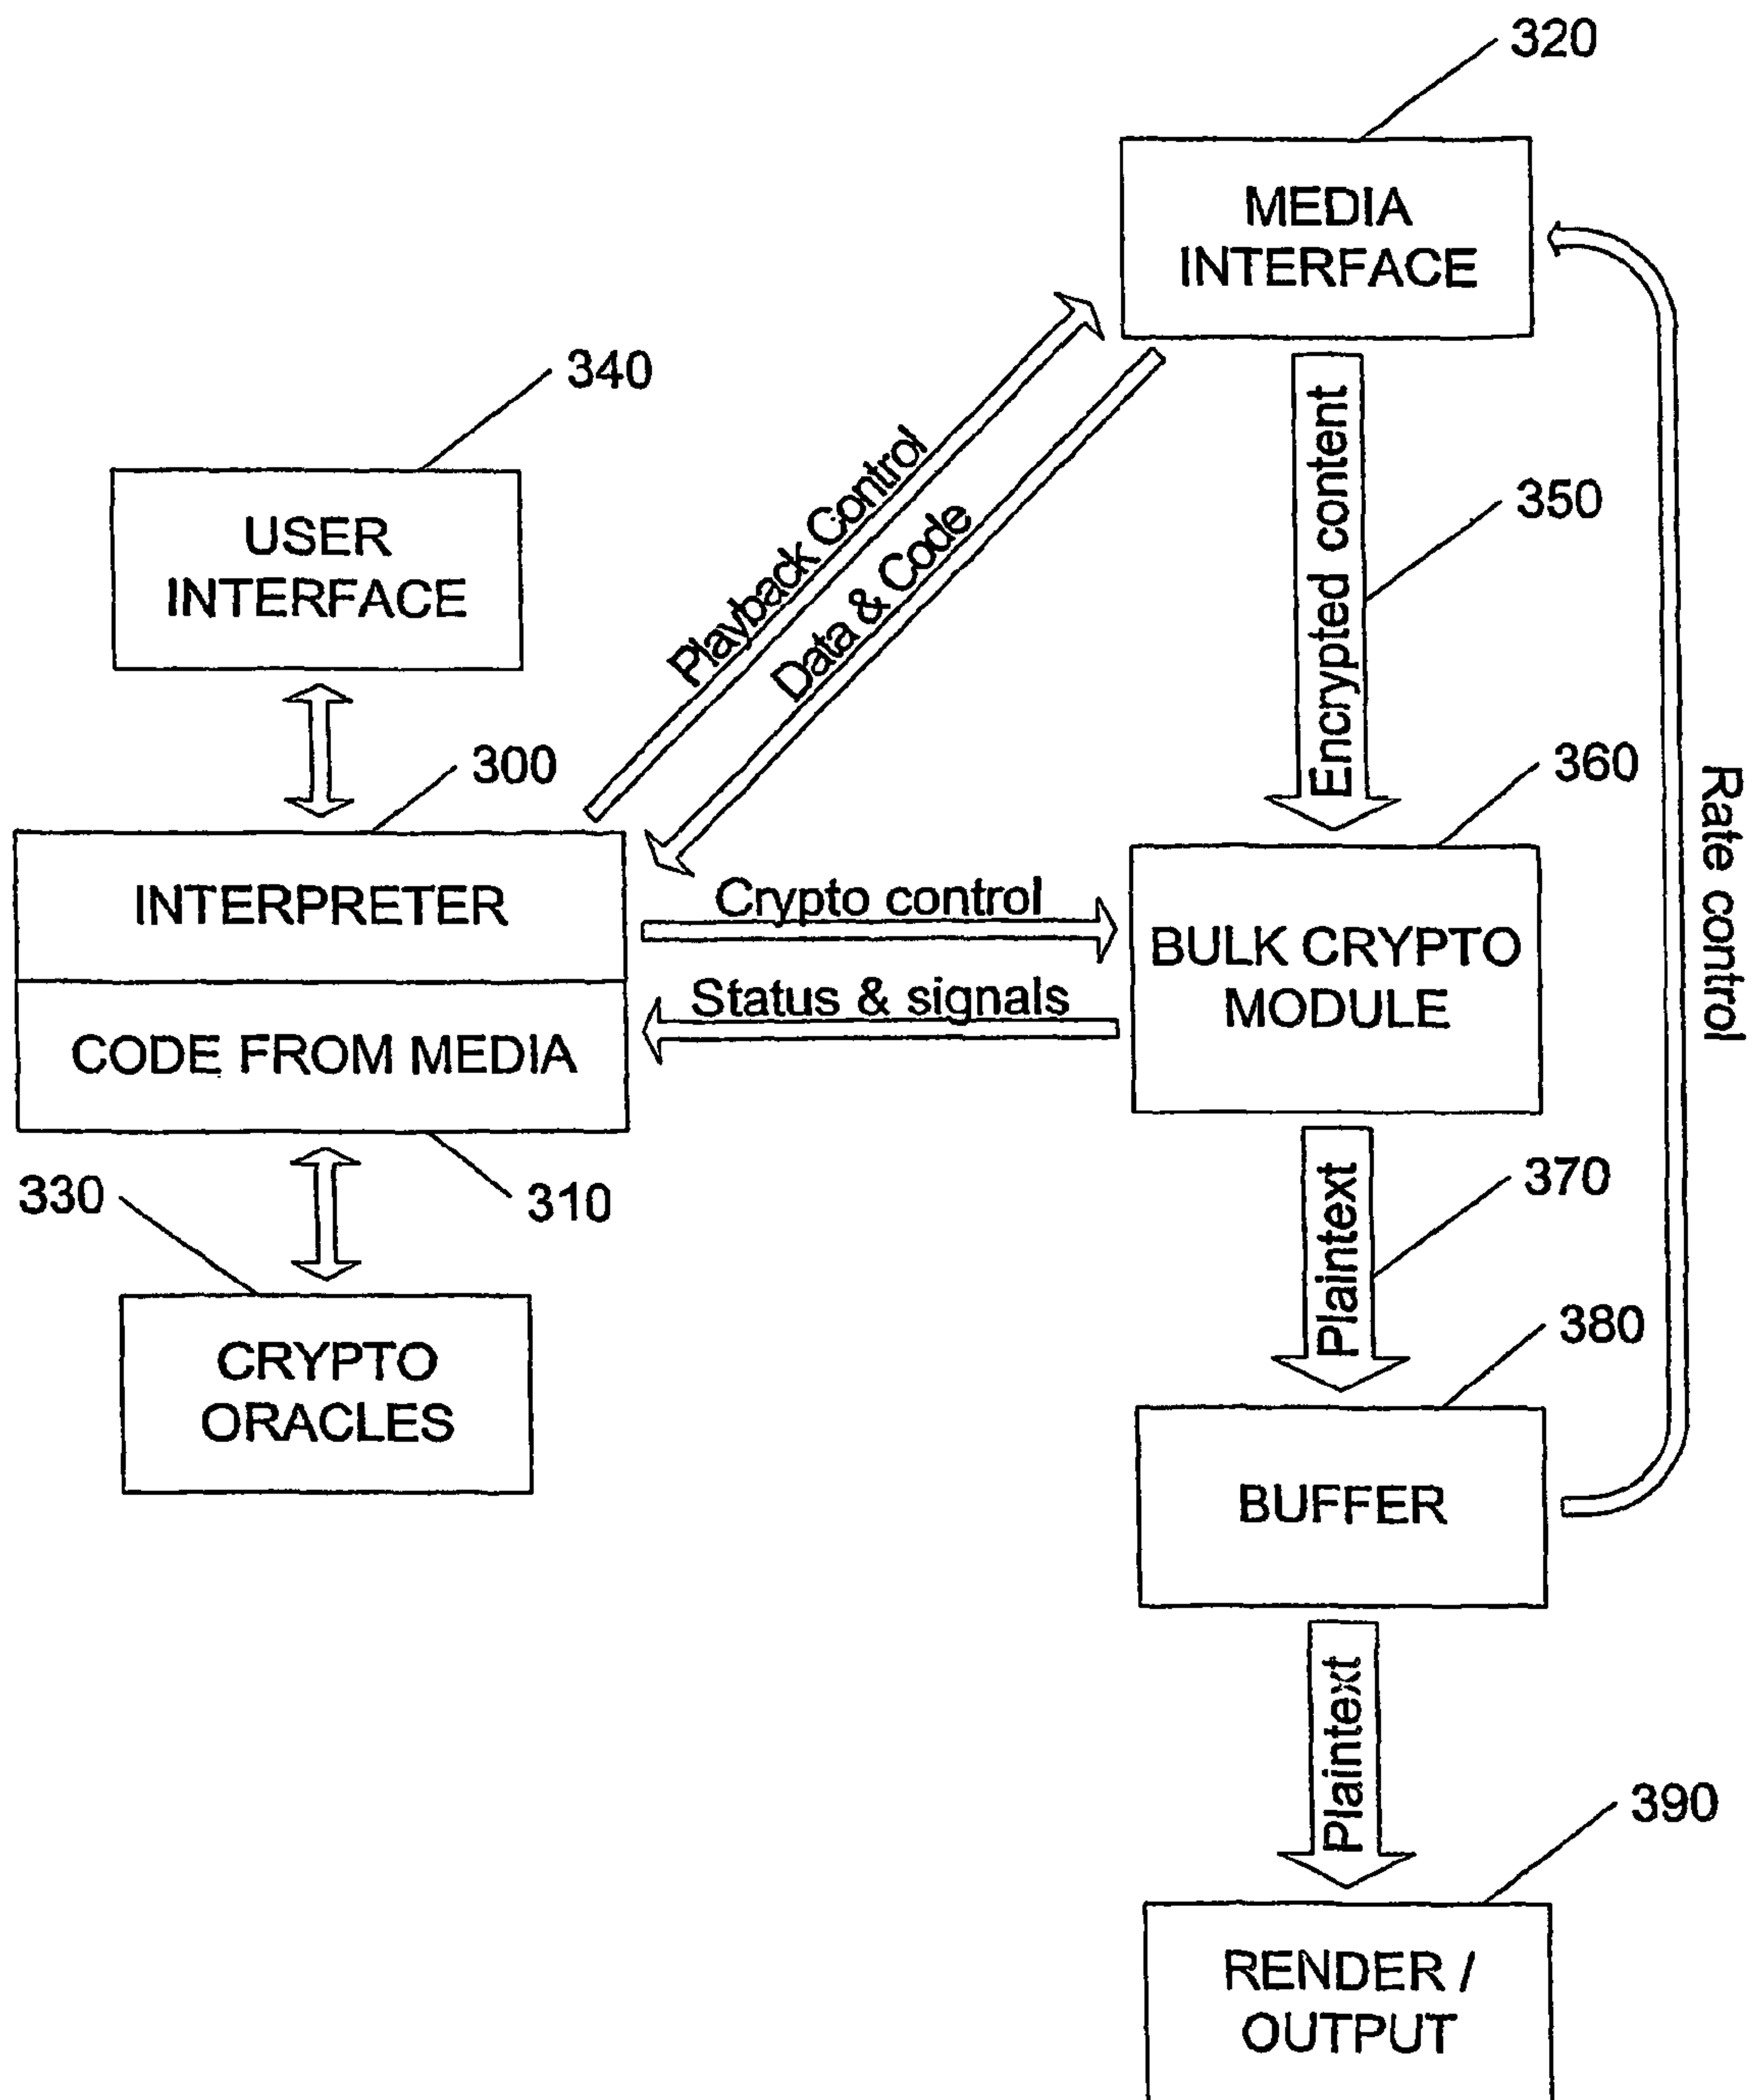 320
MEDIA
INTERFACE
340
USER
INTERFACE
Playback Control
Data & Code
Encrypted content
350
300
360
Rate control
INTERPRETER
CODE FROM MEDIA
Crypto control
Status & signals
BULK CRYPTO
MODULE
330
310
Plaintext
370
380
CRYPTO
ORACLES
BUFFER
Plaintext
390
RENDER /
OUTPUT